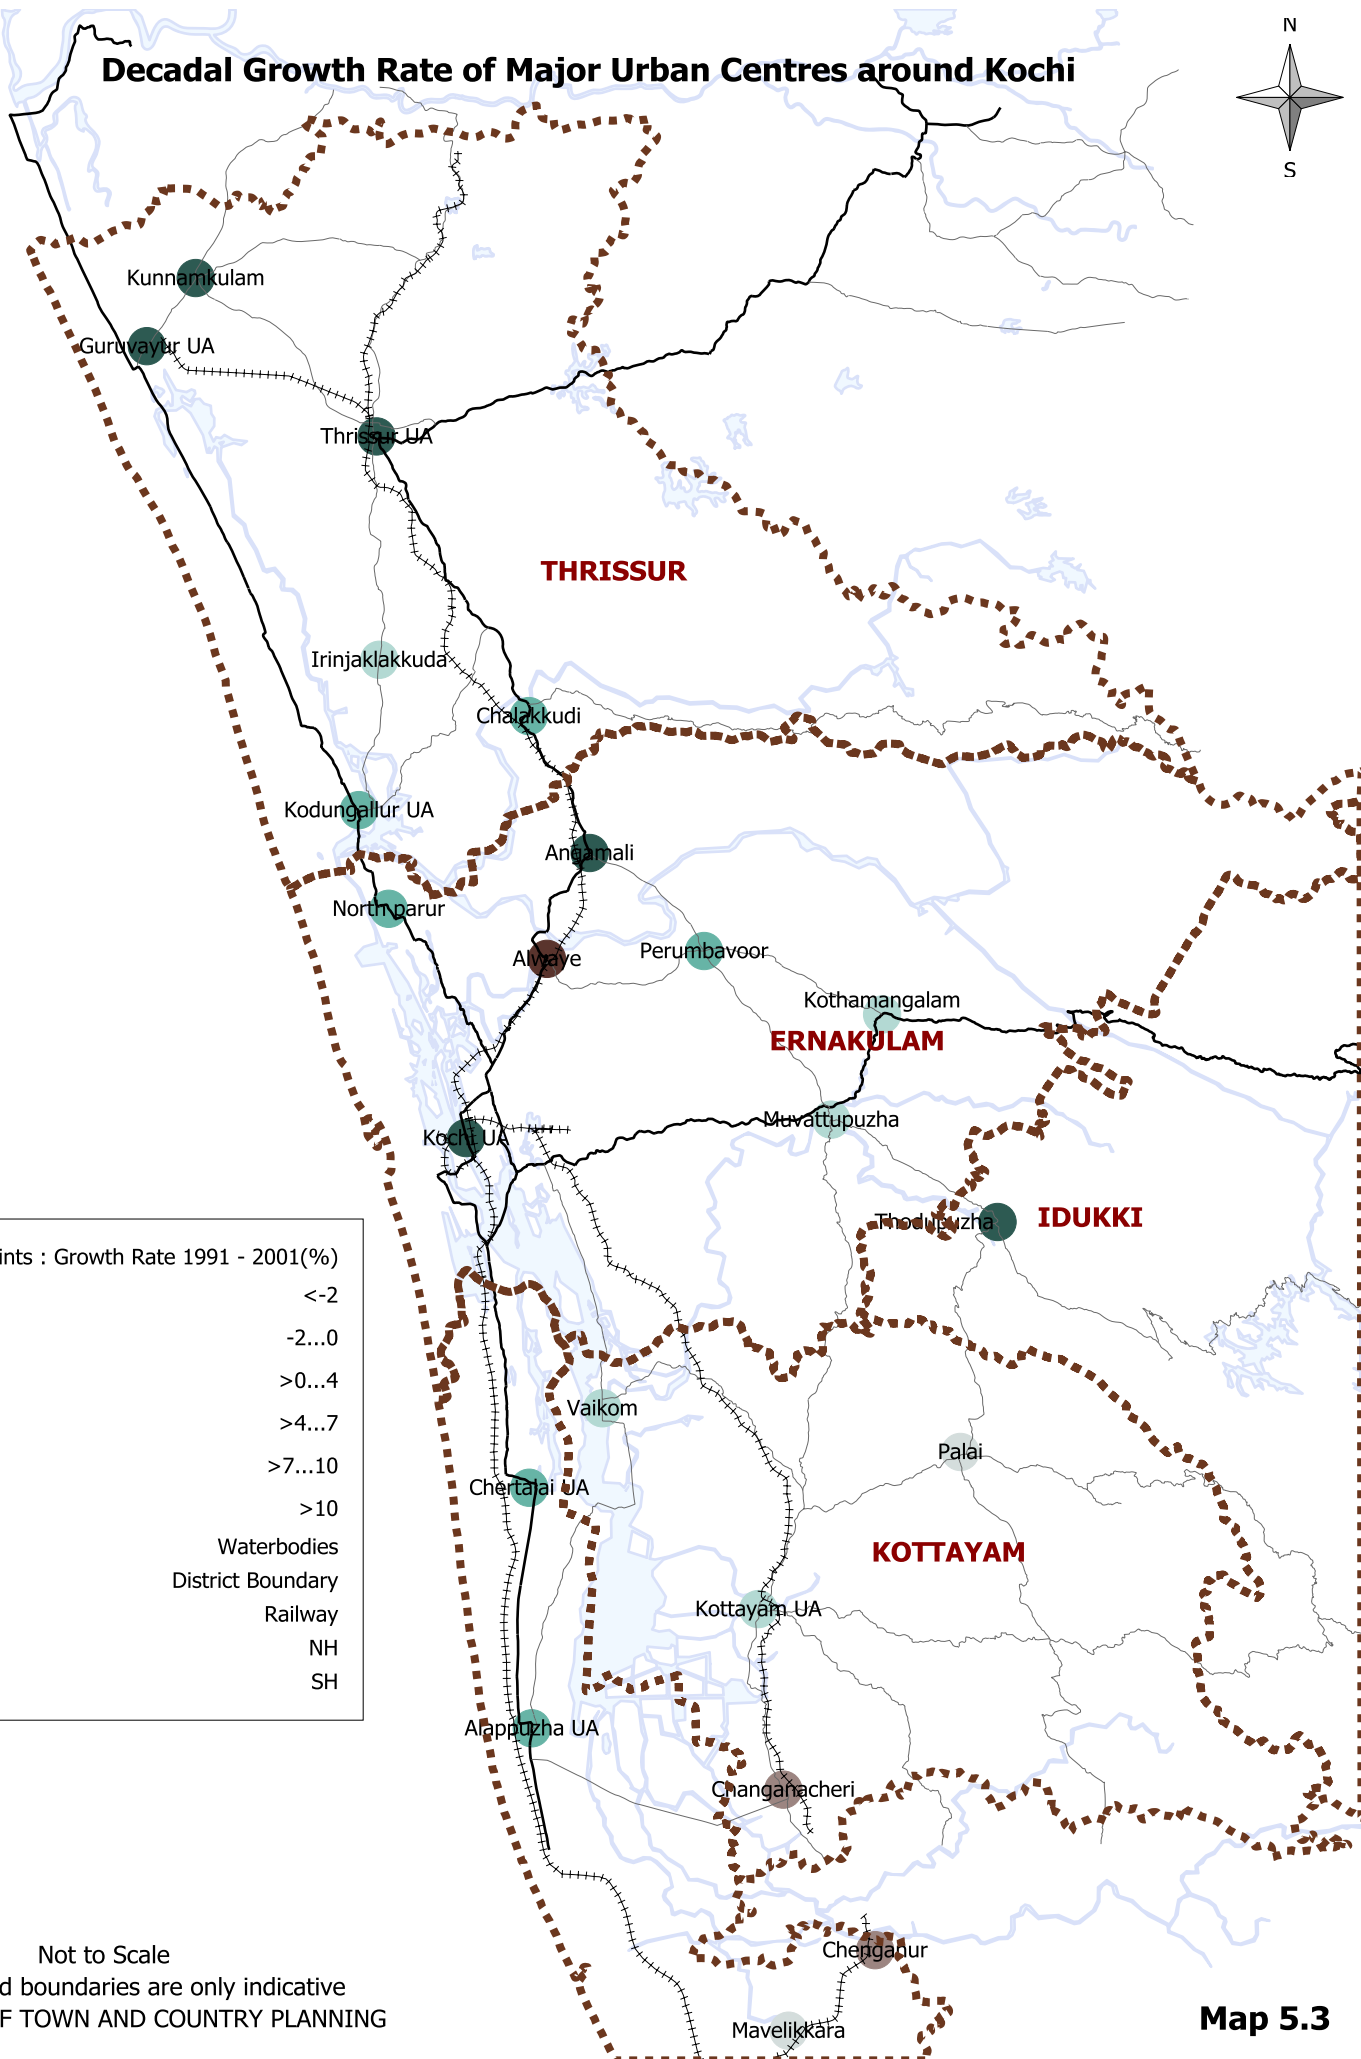 N
Decadal Growth Rate of Major Urban Centres around Kochi
S
Kunnamkulam
Guruvayur UA
Thrissur UA
THRISSUR
Irinjaklakkuda
Chalakkudi
Kodungallur UA
Angamali
North parur
Perumbavoor
Alwaye
Kothamangalam
ERNAKULAM
Muvattupuzha
Kochi UA
Thodupuzha
IDUKKI
ints : Growth Rate 1991 - 2001(%)
<-2
-2...0
>0...4
>4...7
>7...10
>10
Waterbodies
District Boundary
Railway
NH
SH
Vaikom
Palai
Chertalai UA
KOTTAYAM
Kottayam UA
Alappuzha UA
Changanacheri
Chenganur
Mavelikkara
Not to Scale
d boundaries are only indicative
F TOWN AND COUNTRY PLANNING
Map 5.3